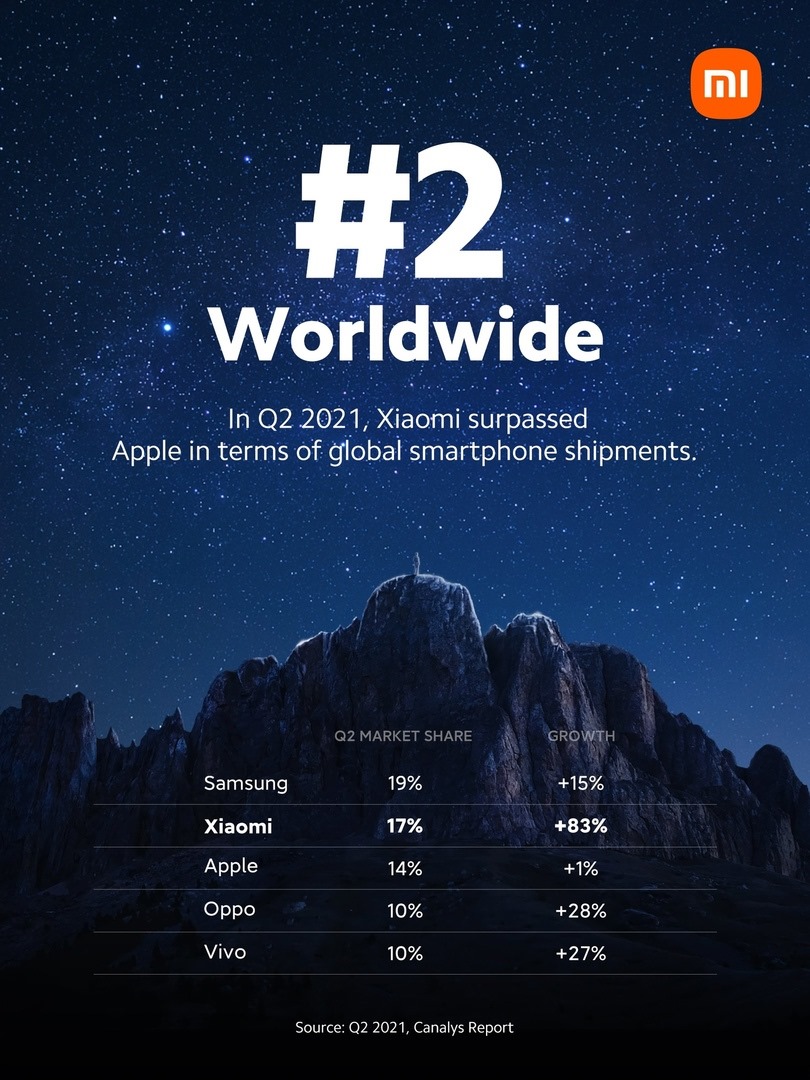 mi
#2
Worldwide
In Q2 2021, Xiaomi surpassed
Apple in terms of global smartphone shipments.
Q2 MARKET SHARE GROWTH
Samsung 19% +15%
Xiaomi 17% +83%
Apple 14% +1%
Oppo 10% +28%
Vivo 10% +27%
Source: Q2 2021, Canalys Report